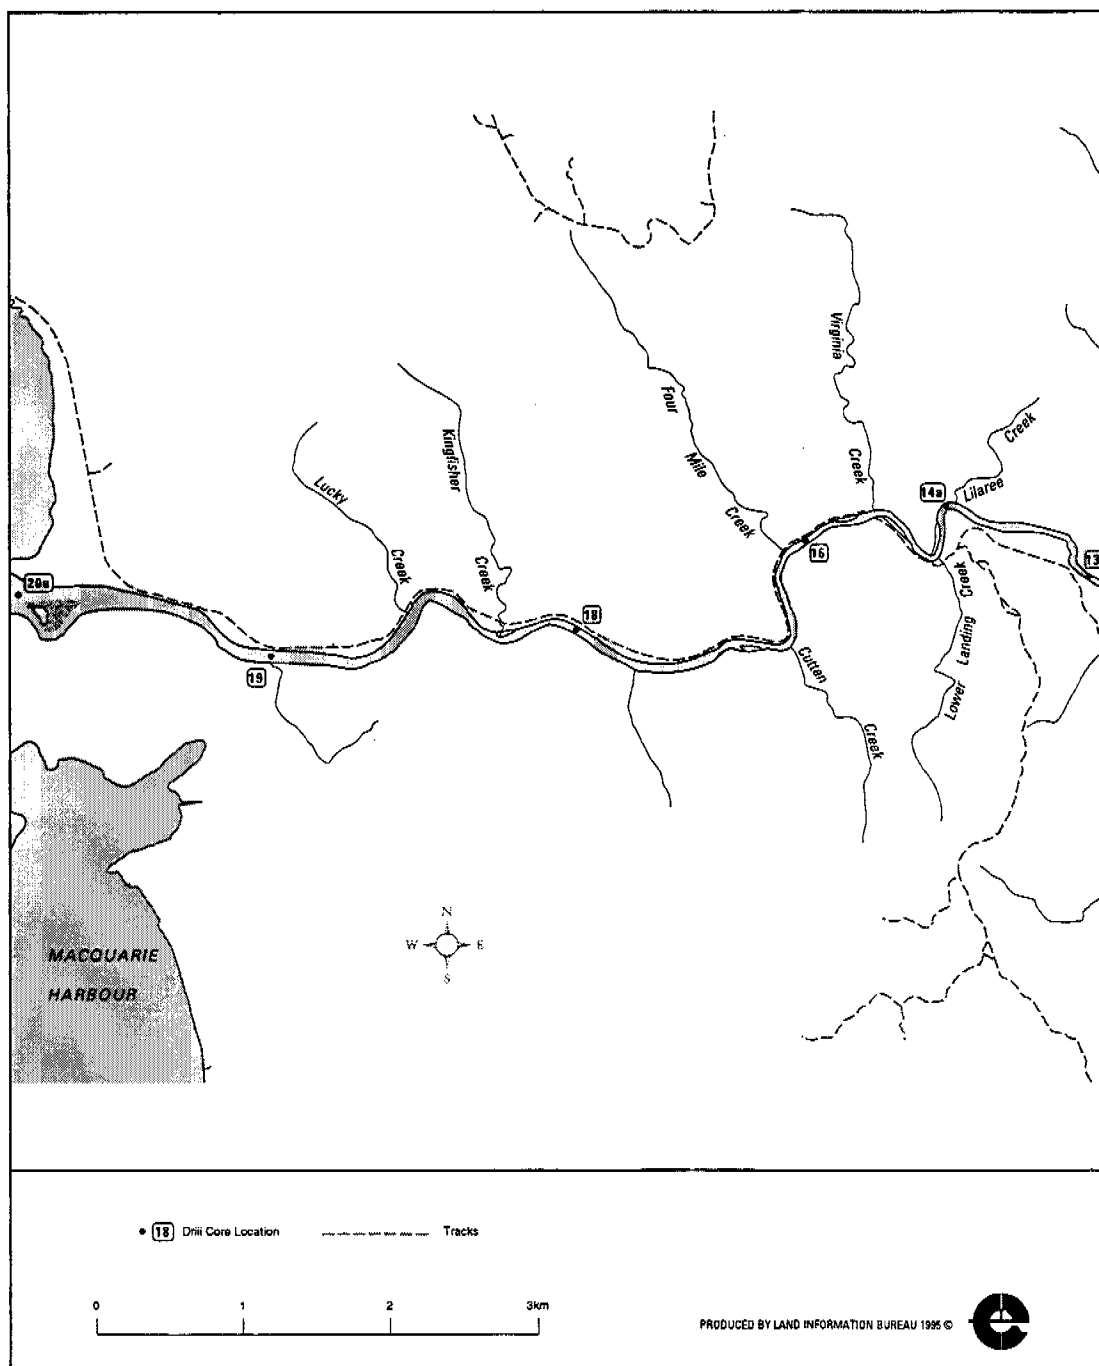 Virginia
Creek
Four
Mile
Creek
Kingfisher
Creek
Lucky
Creek
Lilaree
Creek
14a
16
13
18
19
20a
Cutten
Creek
Lower
Landing
Creek
N
W
E
S
MACQUARIE
HARBOUR
18 Drill Core Location
Tracks
0 1 2 3km
PRODUCED BY LAND INFORMATION BUREAU 1995 ©